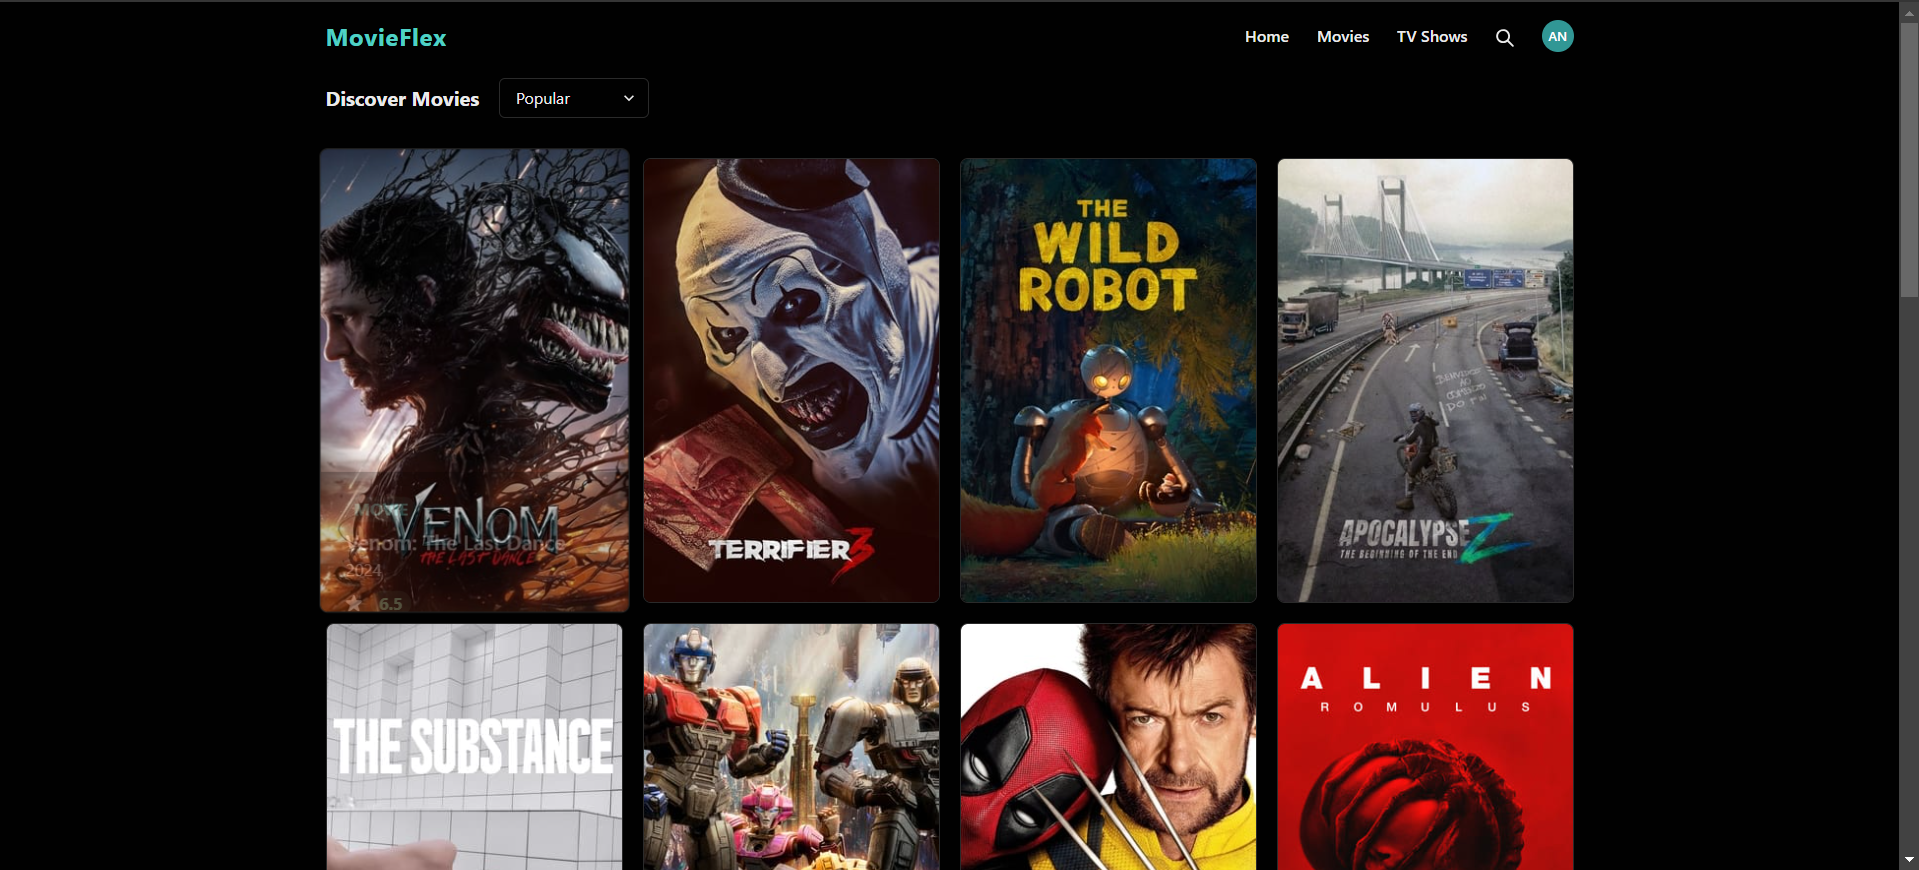 MovieFlex
Home
Movies
TV Shows
AN
Discover Movies
Popular
MOVIE
VENOM
THE LAST DANCE
Venom: The Last Dance
2024
6.5
TERRIFIER 3
THE
WILD
ROBOT
APOCALYPSE Z
THE BEGINNING OF THE END
THE SUBSTANCE
ALIEN
ROMULUS